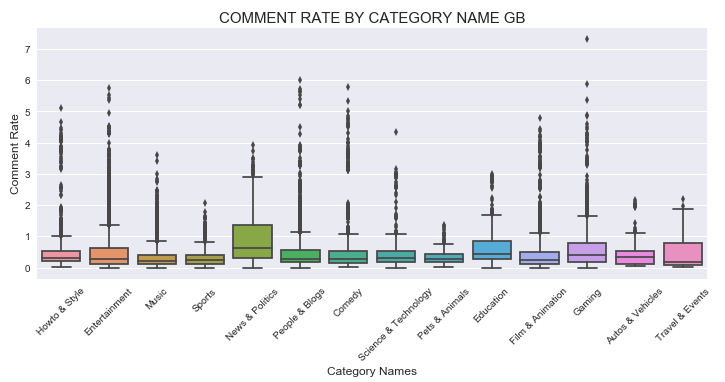 COMMENT RATE BY CATEGORY NAME GB
7
6
5
4
3
2
1
0
Comment Rate
Howto & Style
Entertainment
Music
Sports
News & Politics
People & Blogs
Comedy
Science & Technology
Pets & Animals
Education
Film & Animation
Gaming
Autos & Vehicles
Travel & Events
Category Names